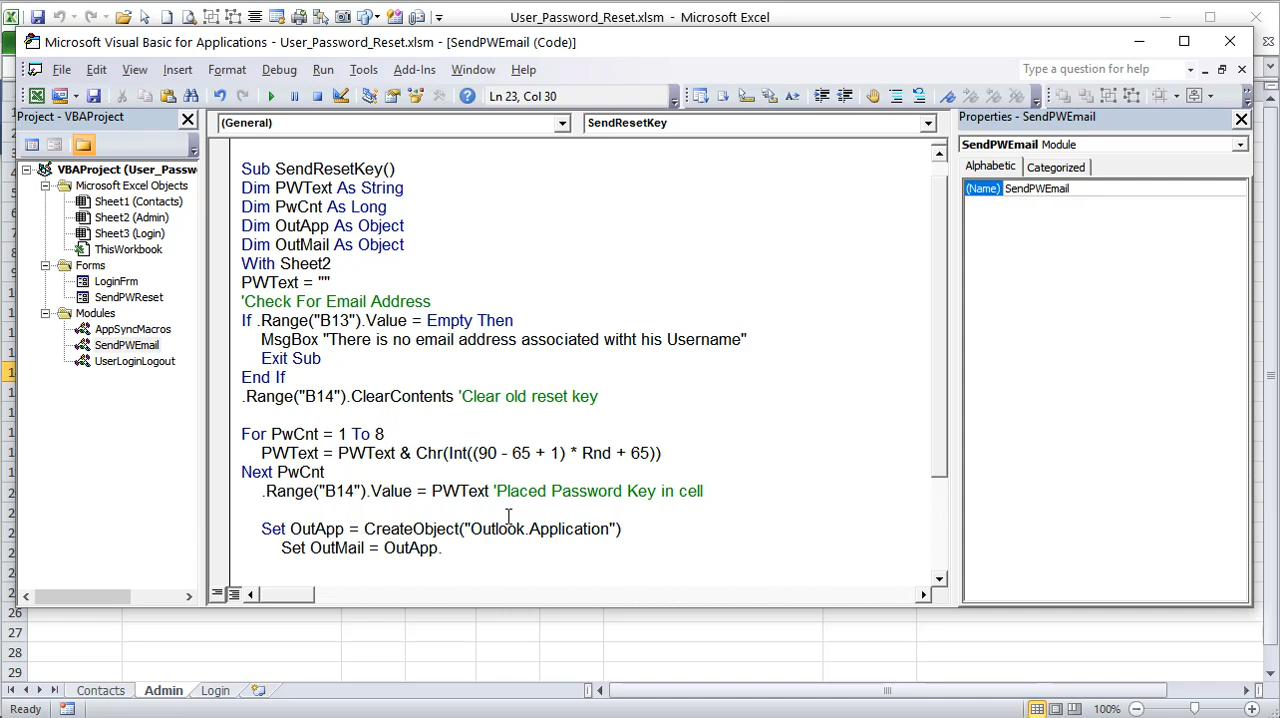 User_Password_Reset.xlsm - Microsoft Excel
Microsoft Visual Basic for Applications - User_Password_Reset.xlsm - [SendPWEmail (Code)]
File Edit View Insert Format Debug Run Tools Add-Ins Window Help
Type a question for help
Ln 23, Col 30
Project - VBAProject
(General)
SendResetKey
Properties - SendPWEmail
SendPWEmail Module
Alphabetic Categorized
(Name) SendPWEmail
VBAProject (User_Passw
Microsoft Excel Objects
Sheet1 (Contacts)
Sheet2 (Admin)
Sheet3 (Login)
ThisWorkbook
Forms
LoginFrm
SendPWReset
Modules
AppSyncMacros
SendPWEmail
UserLoginLogout
Sub SendResetKey()
Dim PWText As String
Dim PwCnt As Long
Dim OutApp As Object
Dim OutMail As Object
With Sheet2
PWText = ""
'Check For Email Address
If .Range("B13").Value = Empty Then
MsgBox "There is no email address associated witht his Username"
Exit Sub
End If
.Range("B14").ClearContents 'Clear old reset key
For PwCnt = 1 To 8
PWText = PWText & Chr(Int((90 - 65 + 1) * Rnd + 65))
Next PwCnt
.Range("B14").Value = PWText 'Placed Password Key in cell
Set OutApp = CreateObject("Outlook.Application")
Set OutMail = OutApp.
26
27
28
29
Contacts Admin Login
Ready
100%